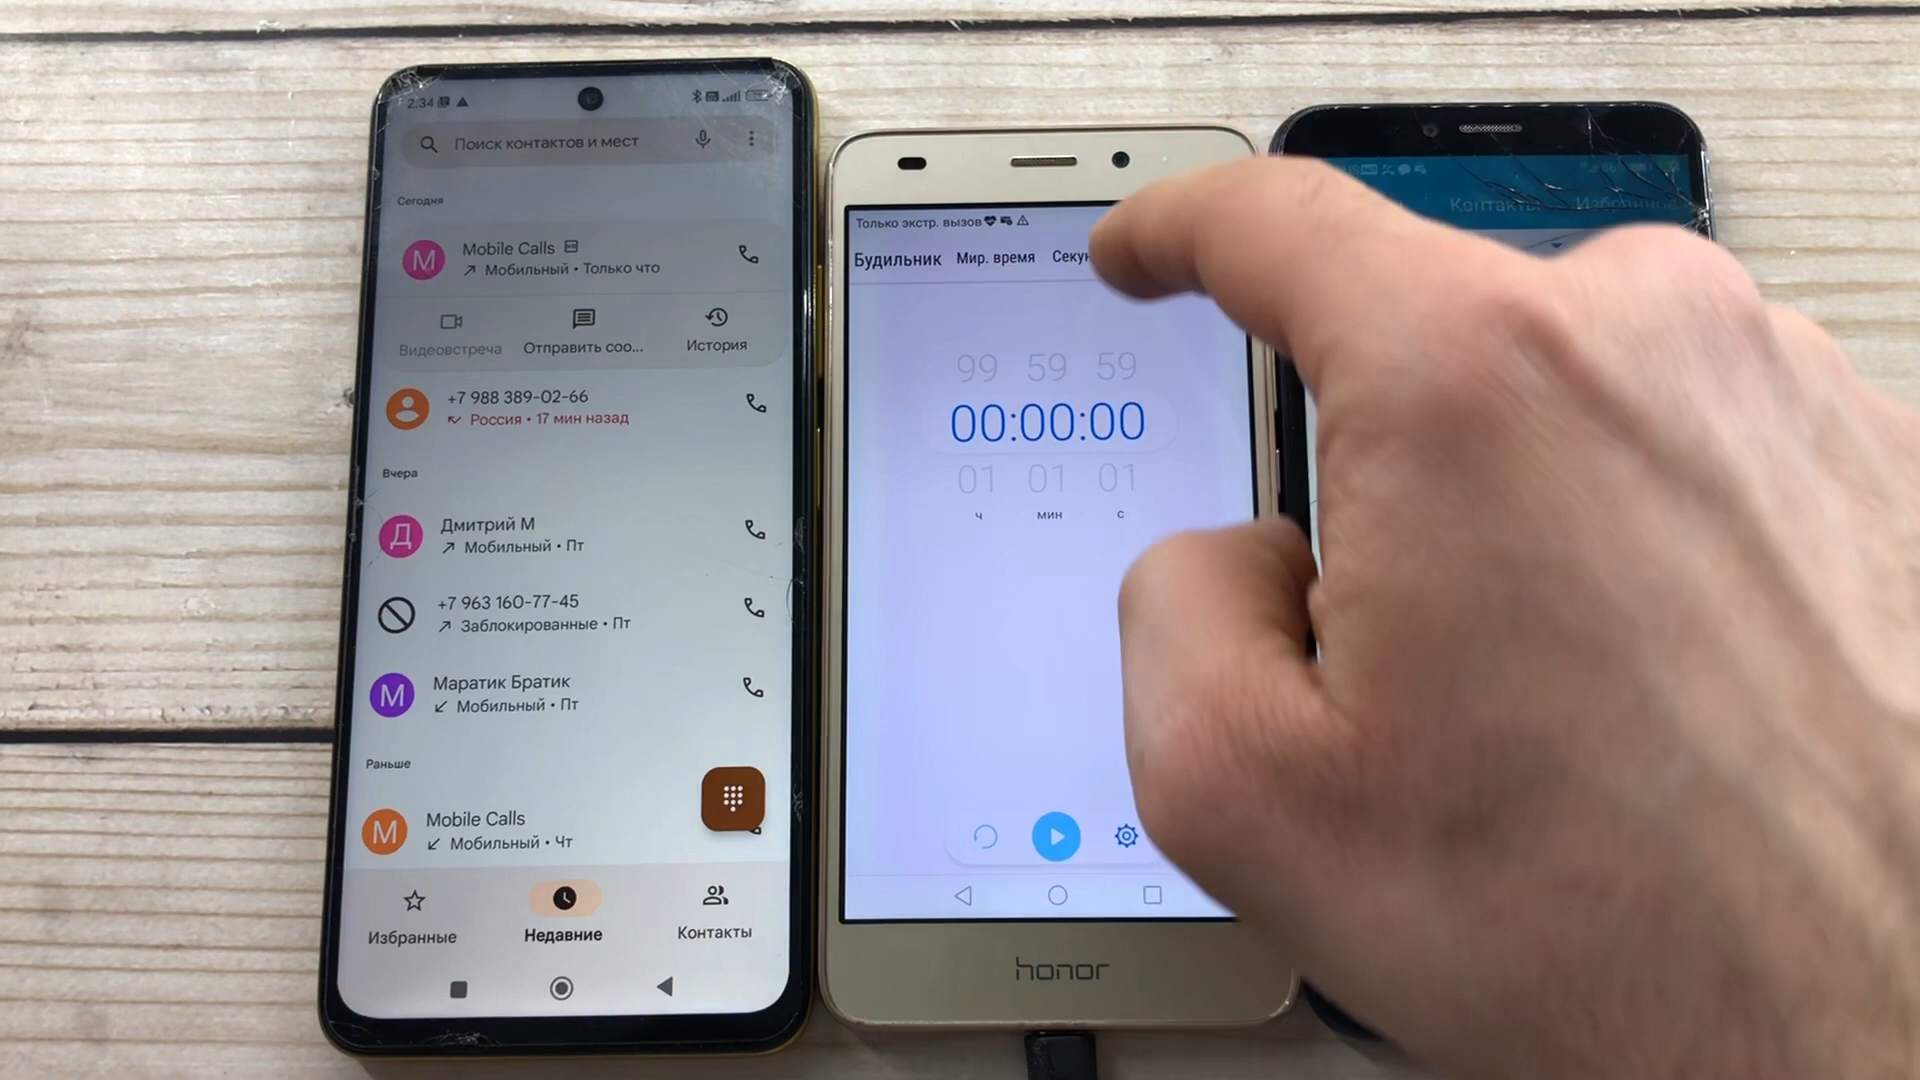 2:34
Поиск контактов и мест
Сегодня
M
Mobile Calls
Мобильный • Только что
Видеовстреча
Отправить соо...
История
+7 988 389-02-66
Россия • 17 мин назад
Вчера
Д
Дмитрий М
Мобильный • Пт
+7 963 160-77-45
Заблокированные • Пт
М
Маратик Братик
Мобильный • Пт
Раньше
M
Mobile Calls
Мобильный • Чт
Избранные
Недавние
Контакты
Только экстр. вызов
Будильник
Мир. время
99 59 59
00:00:00
01 01 01
ч мин с
honor
Контакты